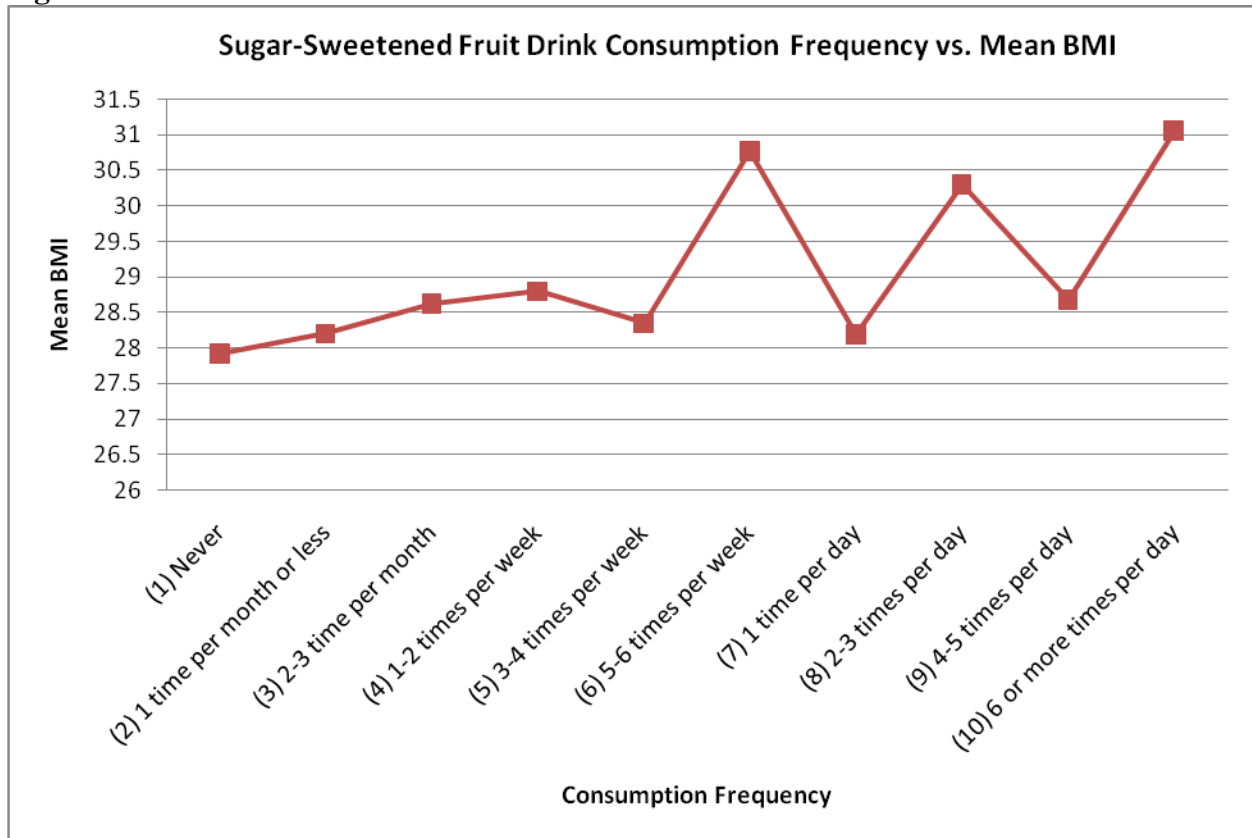 Sugar-Sweetened Fruit Drink Consumption Frequency vs. Mean BMI
31.5
31
30.5
30
29.5
29
28.5
28
27.5
27
26.5
26
Mean BMI
(1) Never
(2) 1 time per month or less
(3) 2-3 time per month
(4) 1-2 times per week
(5) 3-4 times per week
(6) 5-6 times per week
(7) 1 time per day
(8) 2-3 times per day
(9) 4-5 times per day
(10) 6 or more times per day
Consumption Frequency